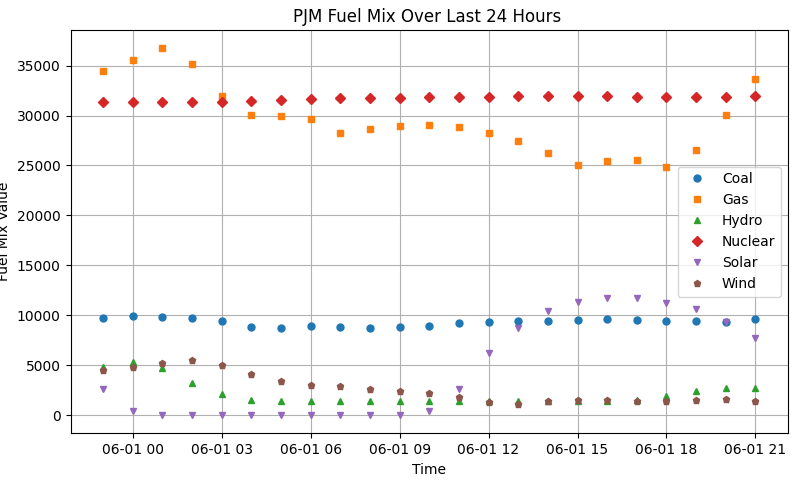 PJM Fuel Mix Over Last 24 Hours
35000
30000
25000
20000
15000
10000
5000
0
Fuel Mix Value
Coal
Gas
Hydro
Nuclear
Solar
Wind
06-01 00 06-01 03 06-01 06 06-01 09 06-01 12 06-01 15 06-01 18 06-01 21
Time